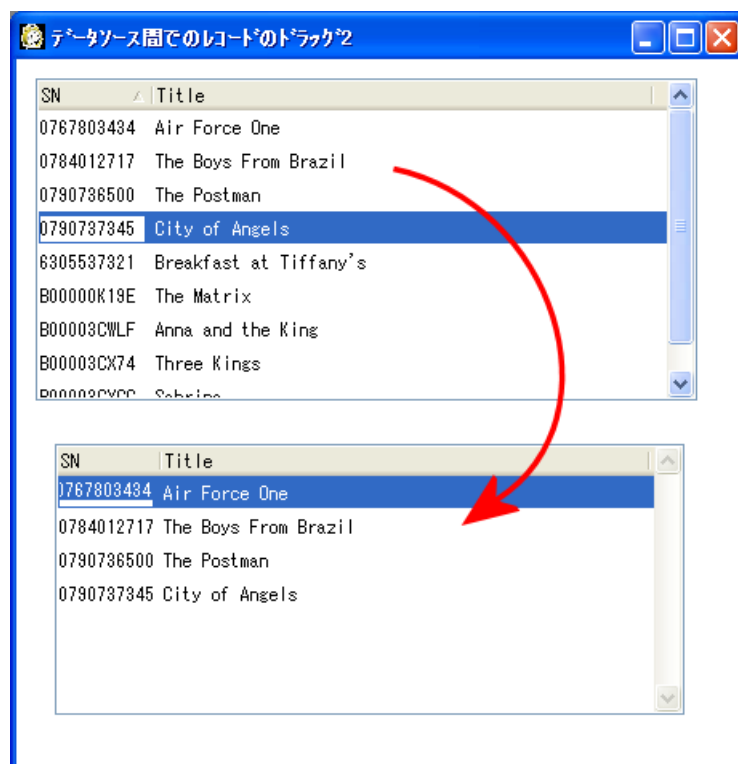 ﾃﾞｰﾀｿｰｽ間でのﾚｺｰﾄﾞのﾄﾞﾗｯｸﾞ2
SN Title
0767803434 Air Force One
0784012717 The Boys From Brazil
0790736500 The Postman
0790737345 City of Angels
6305537321 Breakfast at Tiffany's
B00000K19E The Matrix
B00003CWLF Anna and the King
B00003CX74 Three Kings
Sabrina
SN Title
0767803434 Air Force One
0784012717 The Boys From Brazil
0790736500 The Postman
0790737345 City of Angels